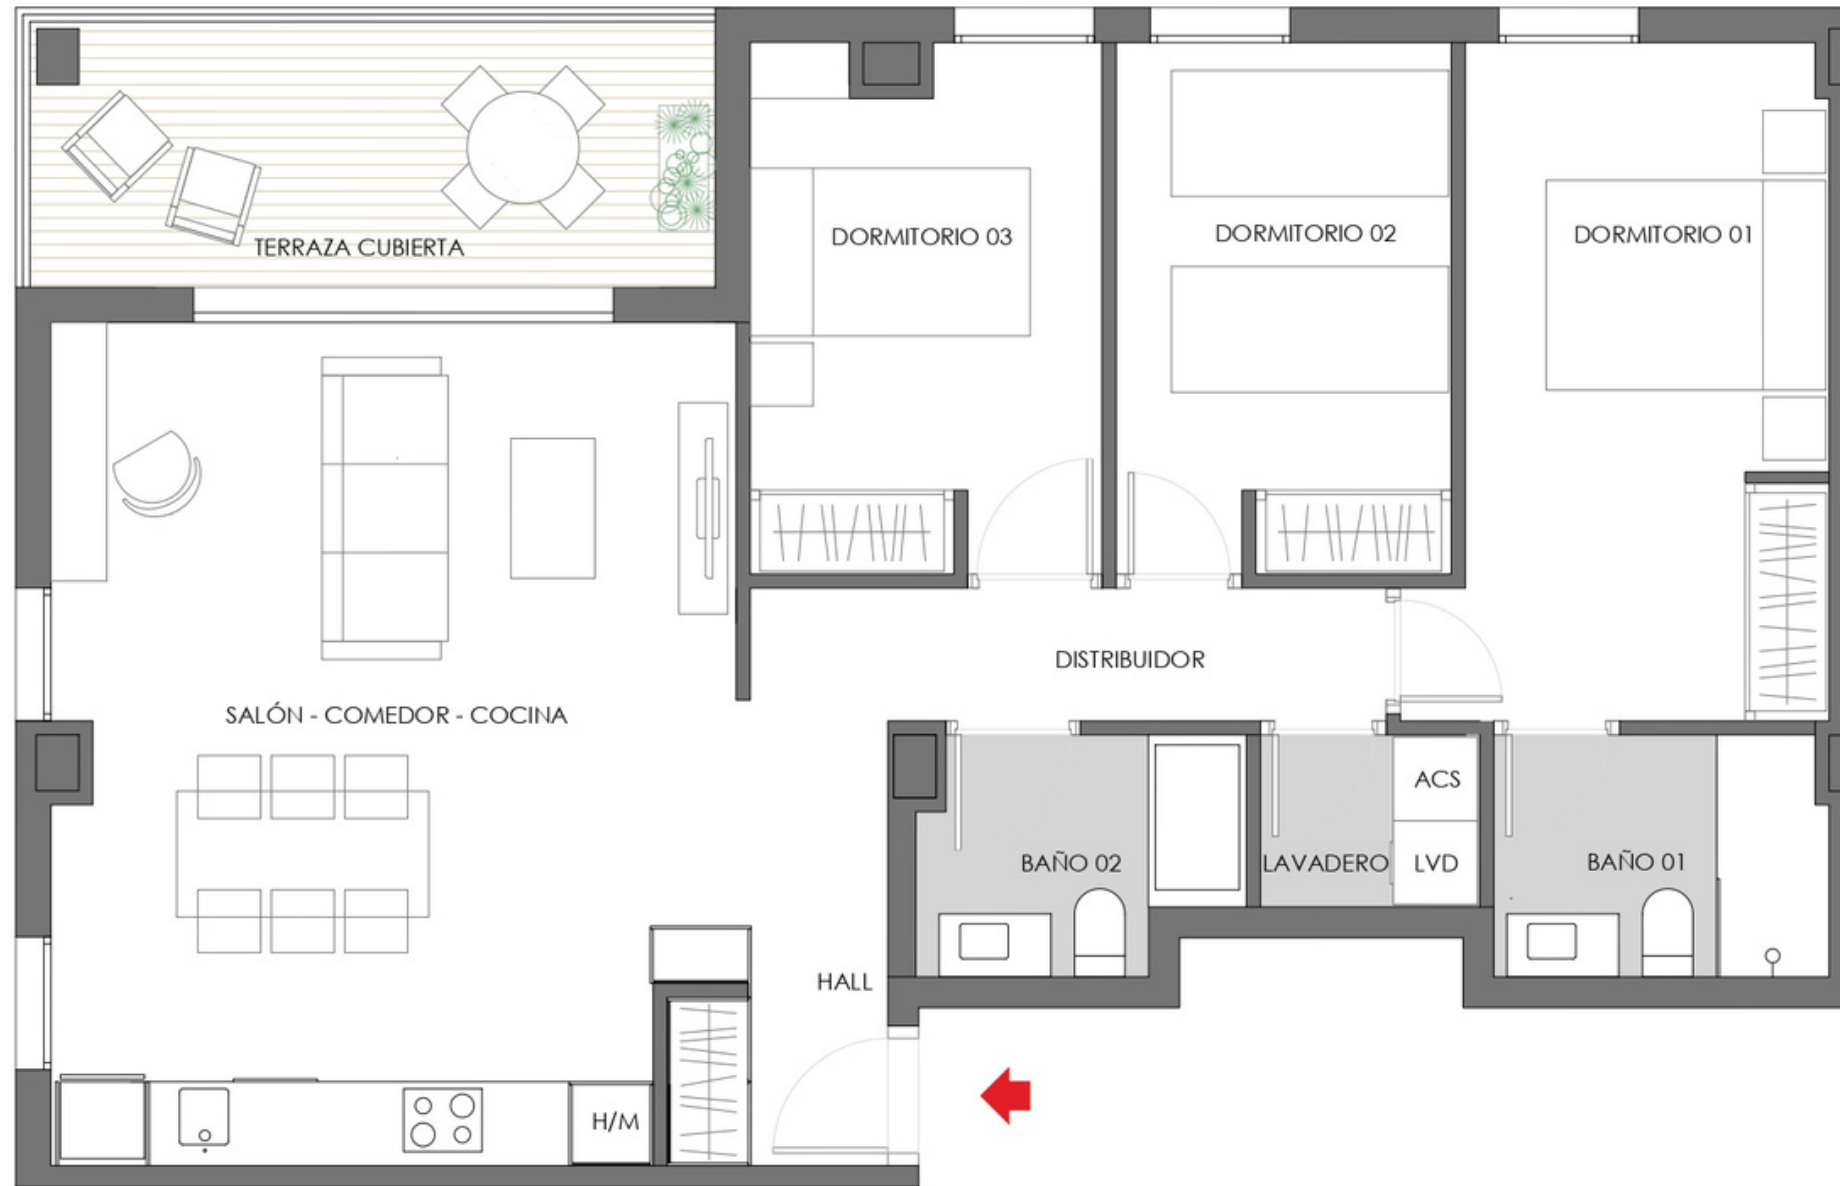 TERRAZA CUBIERTA
DORMITORIO 03
DORMITORIO 02
DORMITORIO 01
DISTRIBUIDOR
SALÓN - COMEDOR - COCINA
ACS
BAÑO 02
LAVADERO
LVD
BAÑO 01
HALL
H/M